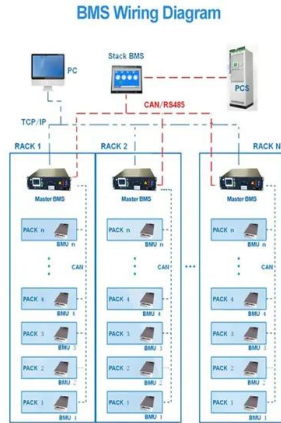 BMS Wiring Diagram
PC
Stack BMS
PCS
CAN/RS485
TCP/IP
RACK 1
RACK 2
RACK N
Master BMS
Master BMS
Master BMS
PACK n
BMU n
PACK n
BMU n
PACK n
BMU n
CAN
CAN
CAN
PACK 4
BMU 4
PACK 4
BMU 4
PACK 4
BMU 4
PACK 3
BMU 3
PACK 3
BMU 3
PACK 3
BMU 3
PACK 2
BMU 2
PACK 2
BMU 2
PACK 2
BMU 2
PACK 1
BMU 1
PACK 1
BMU 1
PACK 1
BMU 1